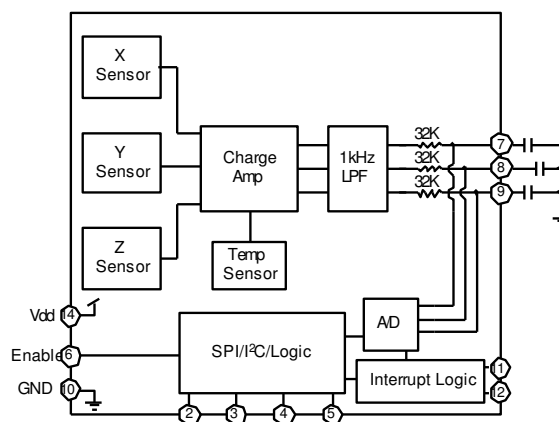 X
Sensor
Y
Sensor
Z
Sensor
Charge
Amp
Temp
Sensor
1kHz
LPF
32K
32K
32K
7
8
9
Vdd
14
Enable
6
GND
10
SPI/I²C/Logic
A/D
Interrupt Logic
11
12
2
3
4
5